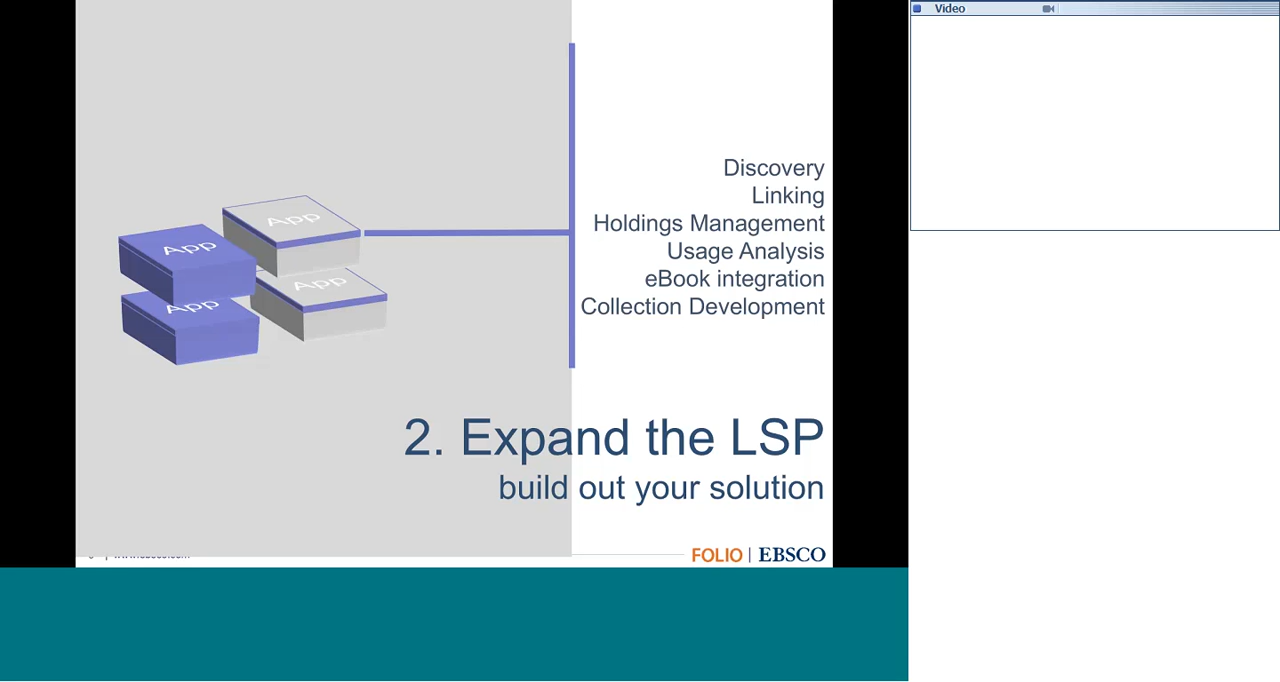 Video
Discovery
Linking
Holdings Management
Usage Analysis
eBook integration
Collection Development
App
App
App
App
2. Expand the LSP
build out your solution
FOLIO | EBSCO